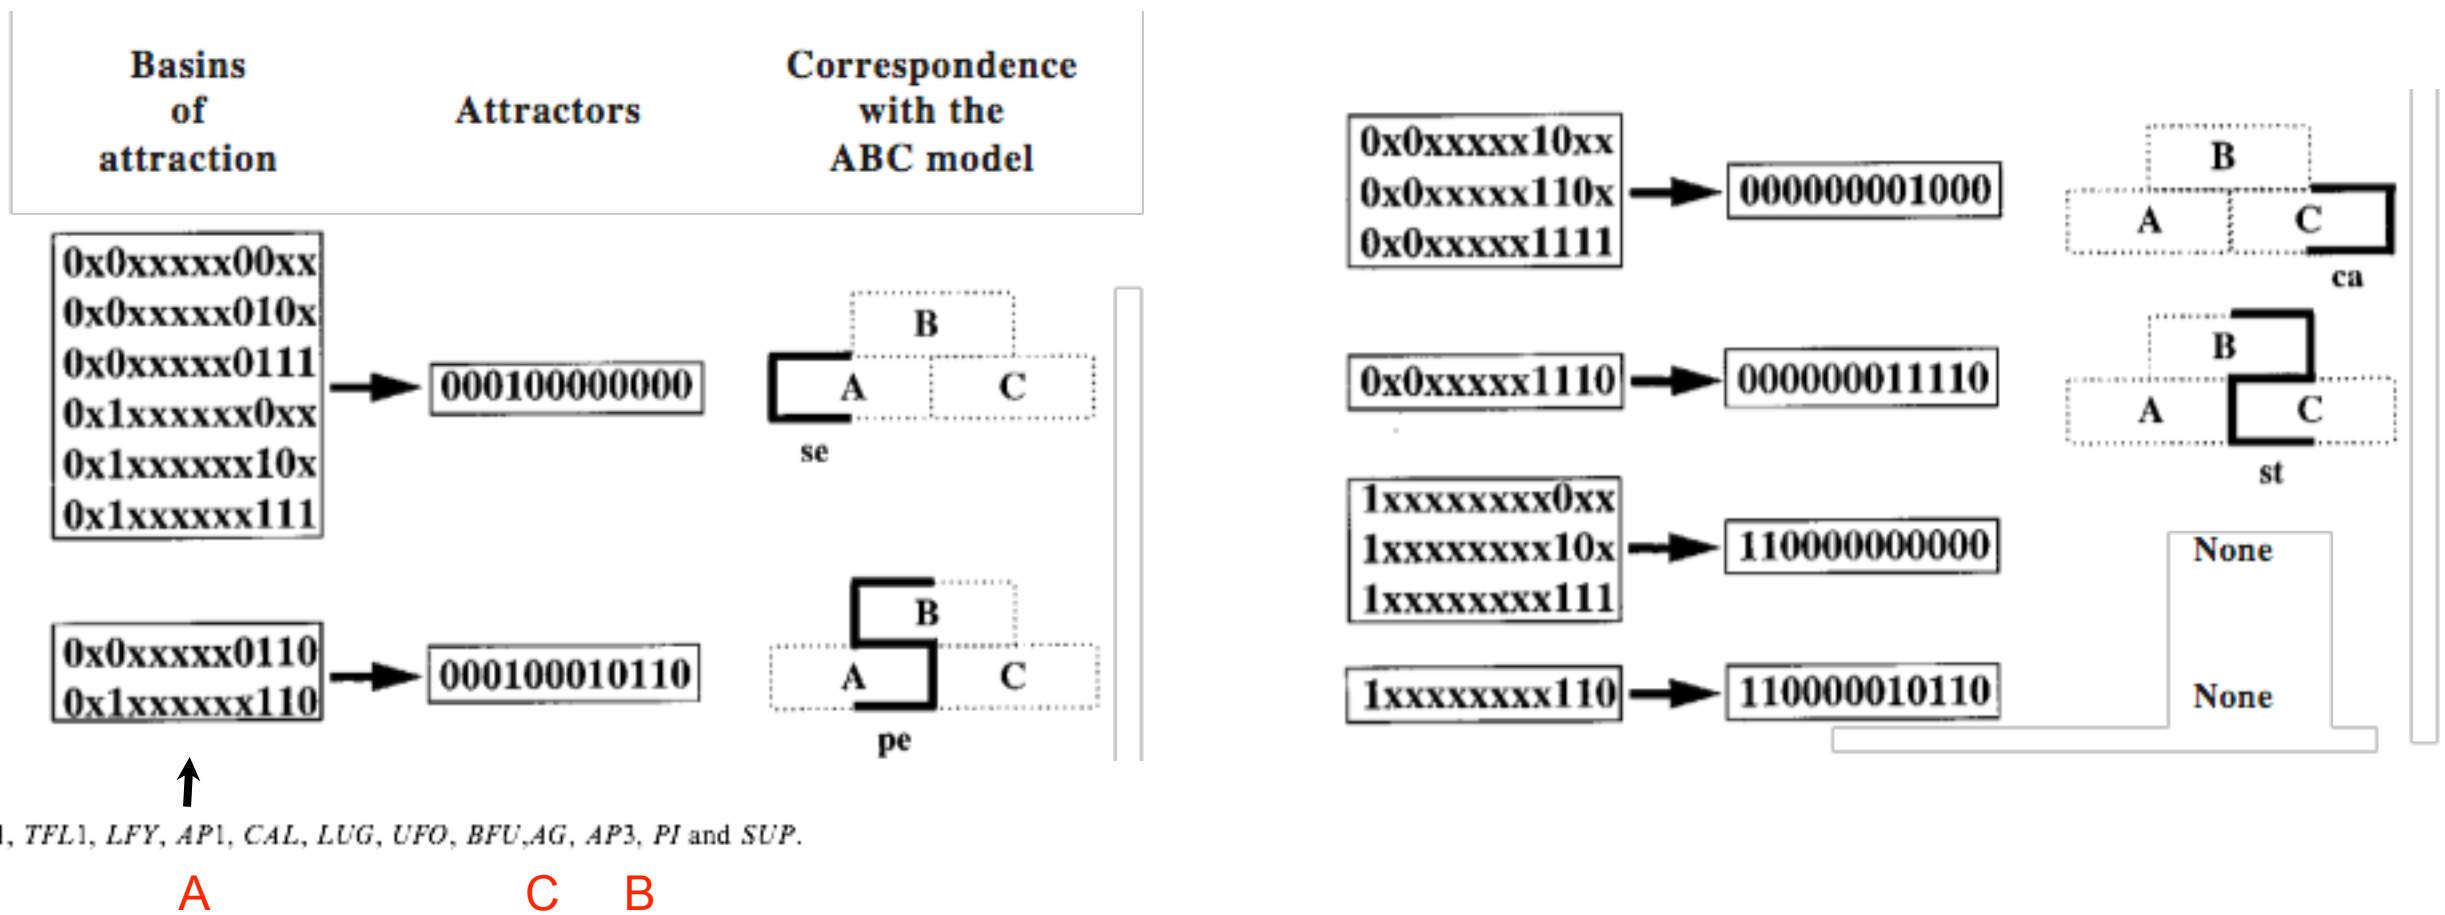 Basins
of
attraction
Attractors
Correspondence
with the
ABC model
0x0xxxxx00xx
0x0xxxxx010x
0x0xxxxx0111
0x1xxxxxx0xx
0x1xxxxxx10x
0x1xxxxxx111
000100000000
B
A
C
se
0x0xxxxx0110
0x1xxxxxx110
000100010110
B
A
C
pe
1, TFL1, LFY, AP1, CAL, LUG, UFO, BFU,AG, AP3, PI and SUP.
A
C
B
0x0xxxxx10xx
0x0xxxxx110x
0x0xxxxx1111
000000001000
B
A
C
ca
0x0xxxxx1110
000000011110
B
A
C
st
1xxxxxxxx0xx
1xxxxxxxx10x
1xxxxxxxx111
110000000000
None
1xxxxxxxx110
110000010110
None